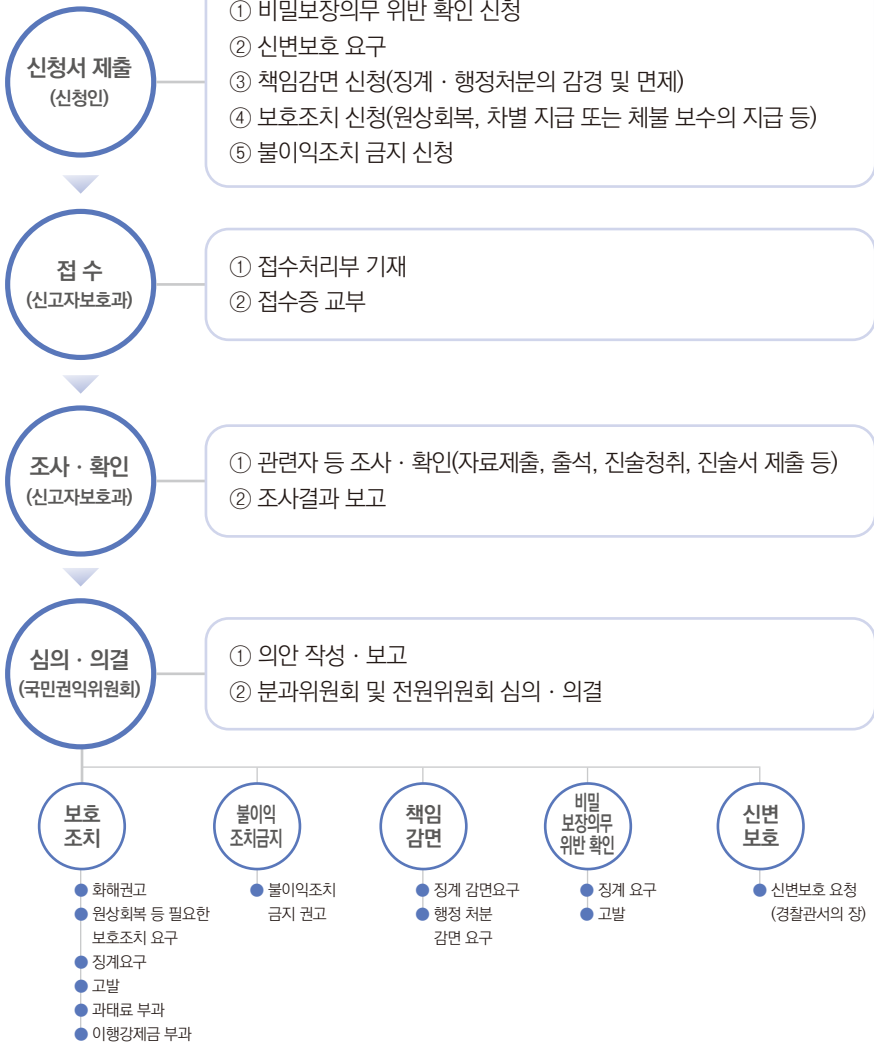 신청서 제출
(신청인)
① 비밀보장의무 위반 확인 신청
② 신변보호 요구
③ 책임감면 신청(징계 · 행정처분의 감경 및 면제)
④ 보호조치 신청(원상회복, 차별 지급 또는 체불 보수의 지급 등)
⑤ 불이익조치 금지 신청
접 수
(신고자보호과)
① 접수처리부 기재
② 접수증 교부
조사 · 확인
(신고자보호과)
① 관련자 등 조사 · 확인(자료제출, 출석, 진술청취, 진술서 제출 등)
② 조사결과 보고
심의 · 의결
(국민권익위원회)
① 의안 작성 · 보고
② 분과위원회 및 전원위원회 심의 · 의결
보호
조치
화해권고
원상회복 등 필요한
보호조치 요구
징계요구
고발
과태료 부과
이행강제금 부과
불이익
조치금지
불이익조치
금지 권고
책임
감면
징계 감면요구
행정 처분
감면 요구
비밀
보장의무
위반 확인
징계 요구
고발
신변
보호
신변보호 요청
(경찰관서의 장)